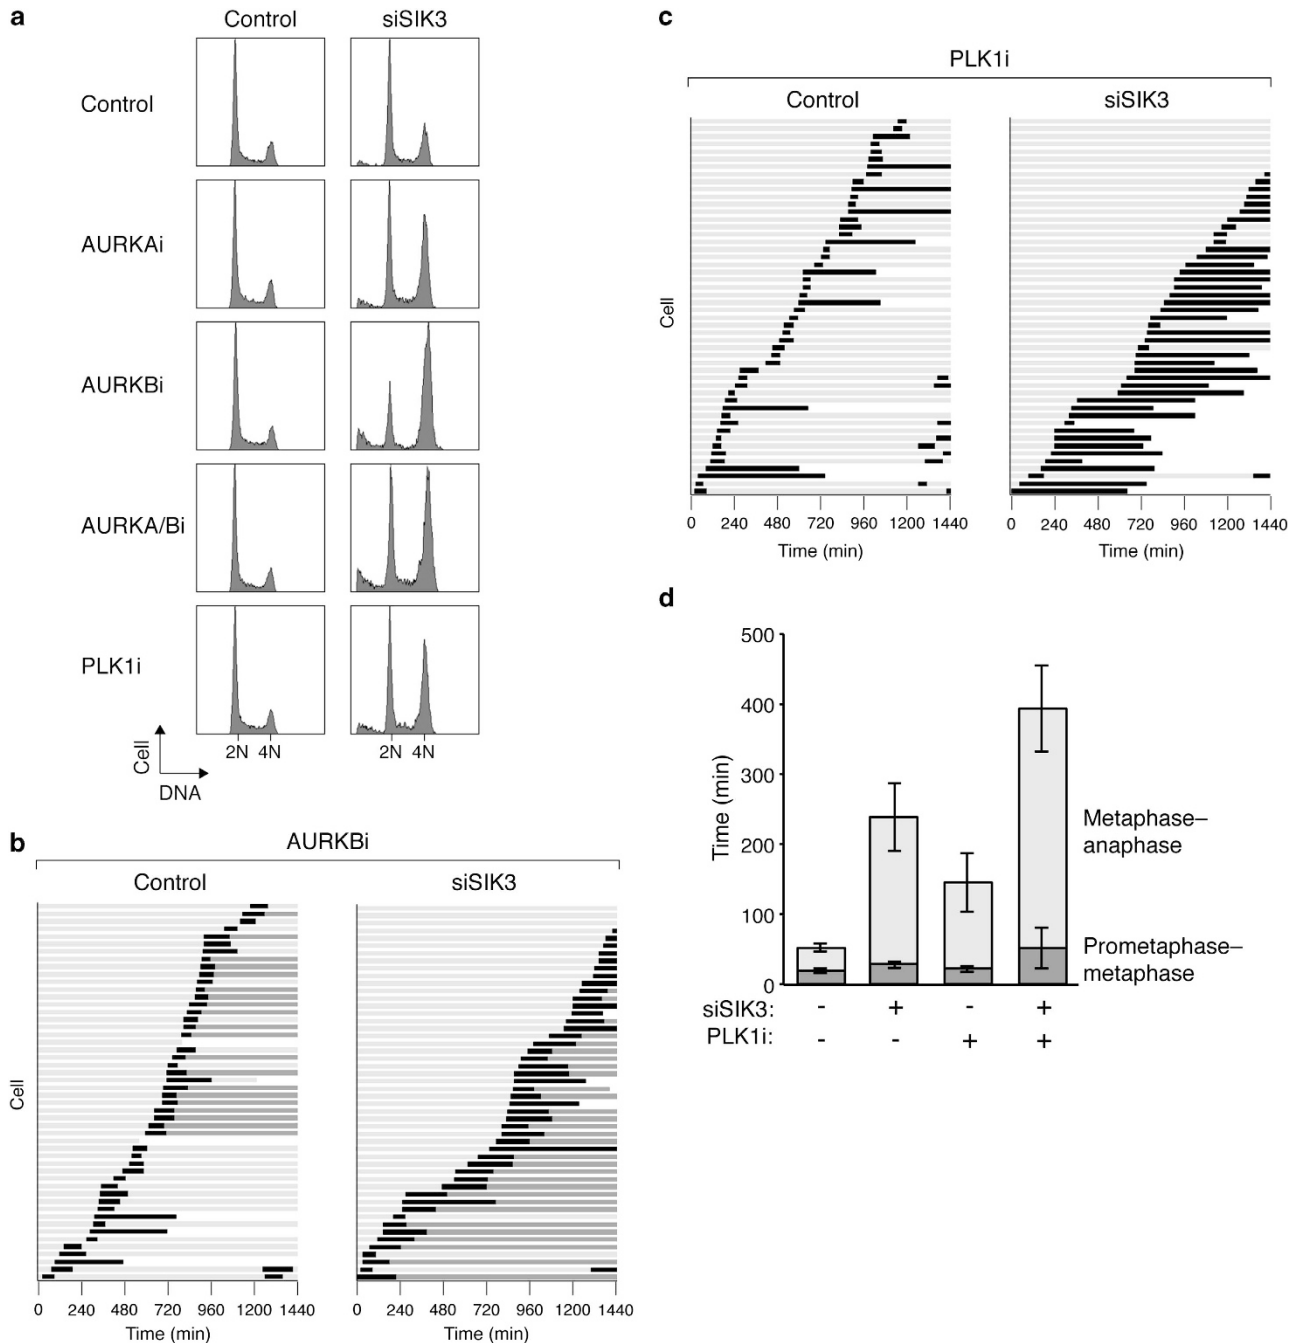 a
Control siSIK3
Control
AURKAi
AURKBi
AURKA/Bi
PLK1i
Cell
DNA
2N 4N 2N 4N
b
AURKBi
Control siSIK3
Cell
0 240 480 720 960 1200 1440 0 240 480 720 960 1200 1440
Time (min) Time (min)
c
PLK1i
Control siSIK3
Cell
0 240 480 720 960 1200 1440 0 240 480 720 960 1200 1440
Time (min) Time (min)
d
Time (min)
500
400
300
200
100
0
Metaphase–
anaphase
Prometaphase–
metaphase
siSIK3: - + - +
PLK1i: - - + +